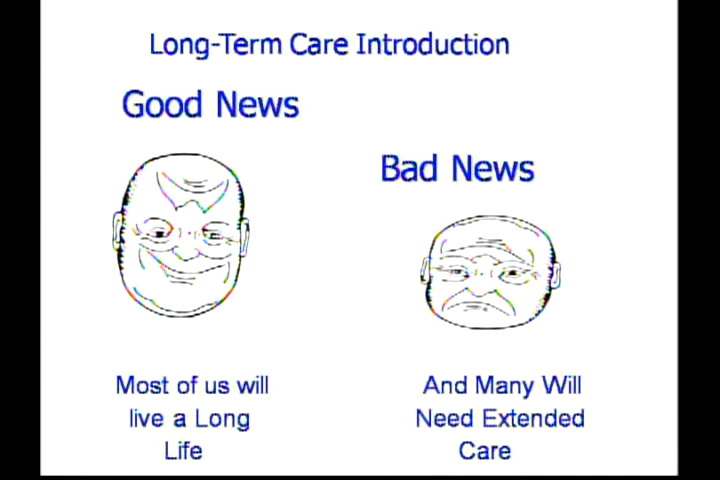 Long-Term Care Introduction
Good News
Bad News
Most of us will
live a Long
Life
And Many Will
Need Extended
Care